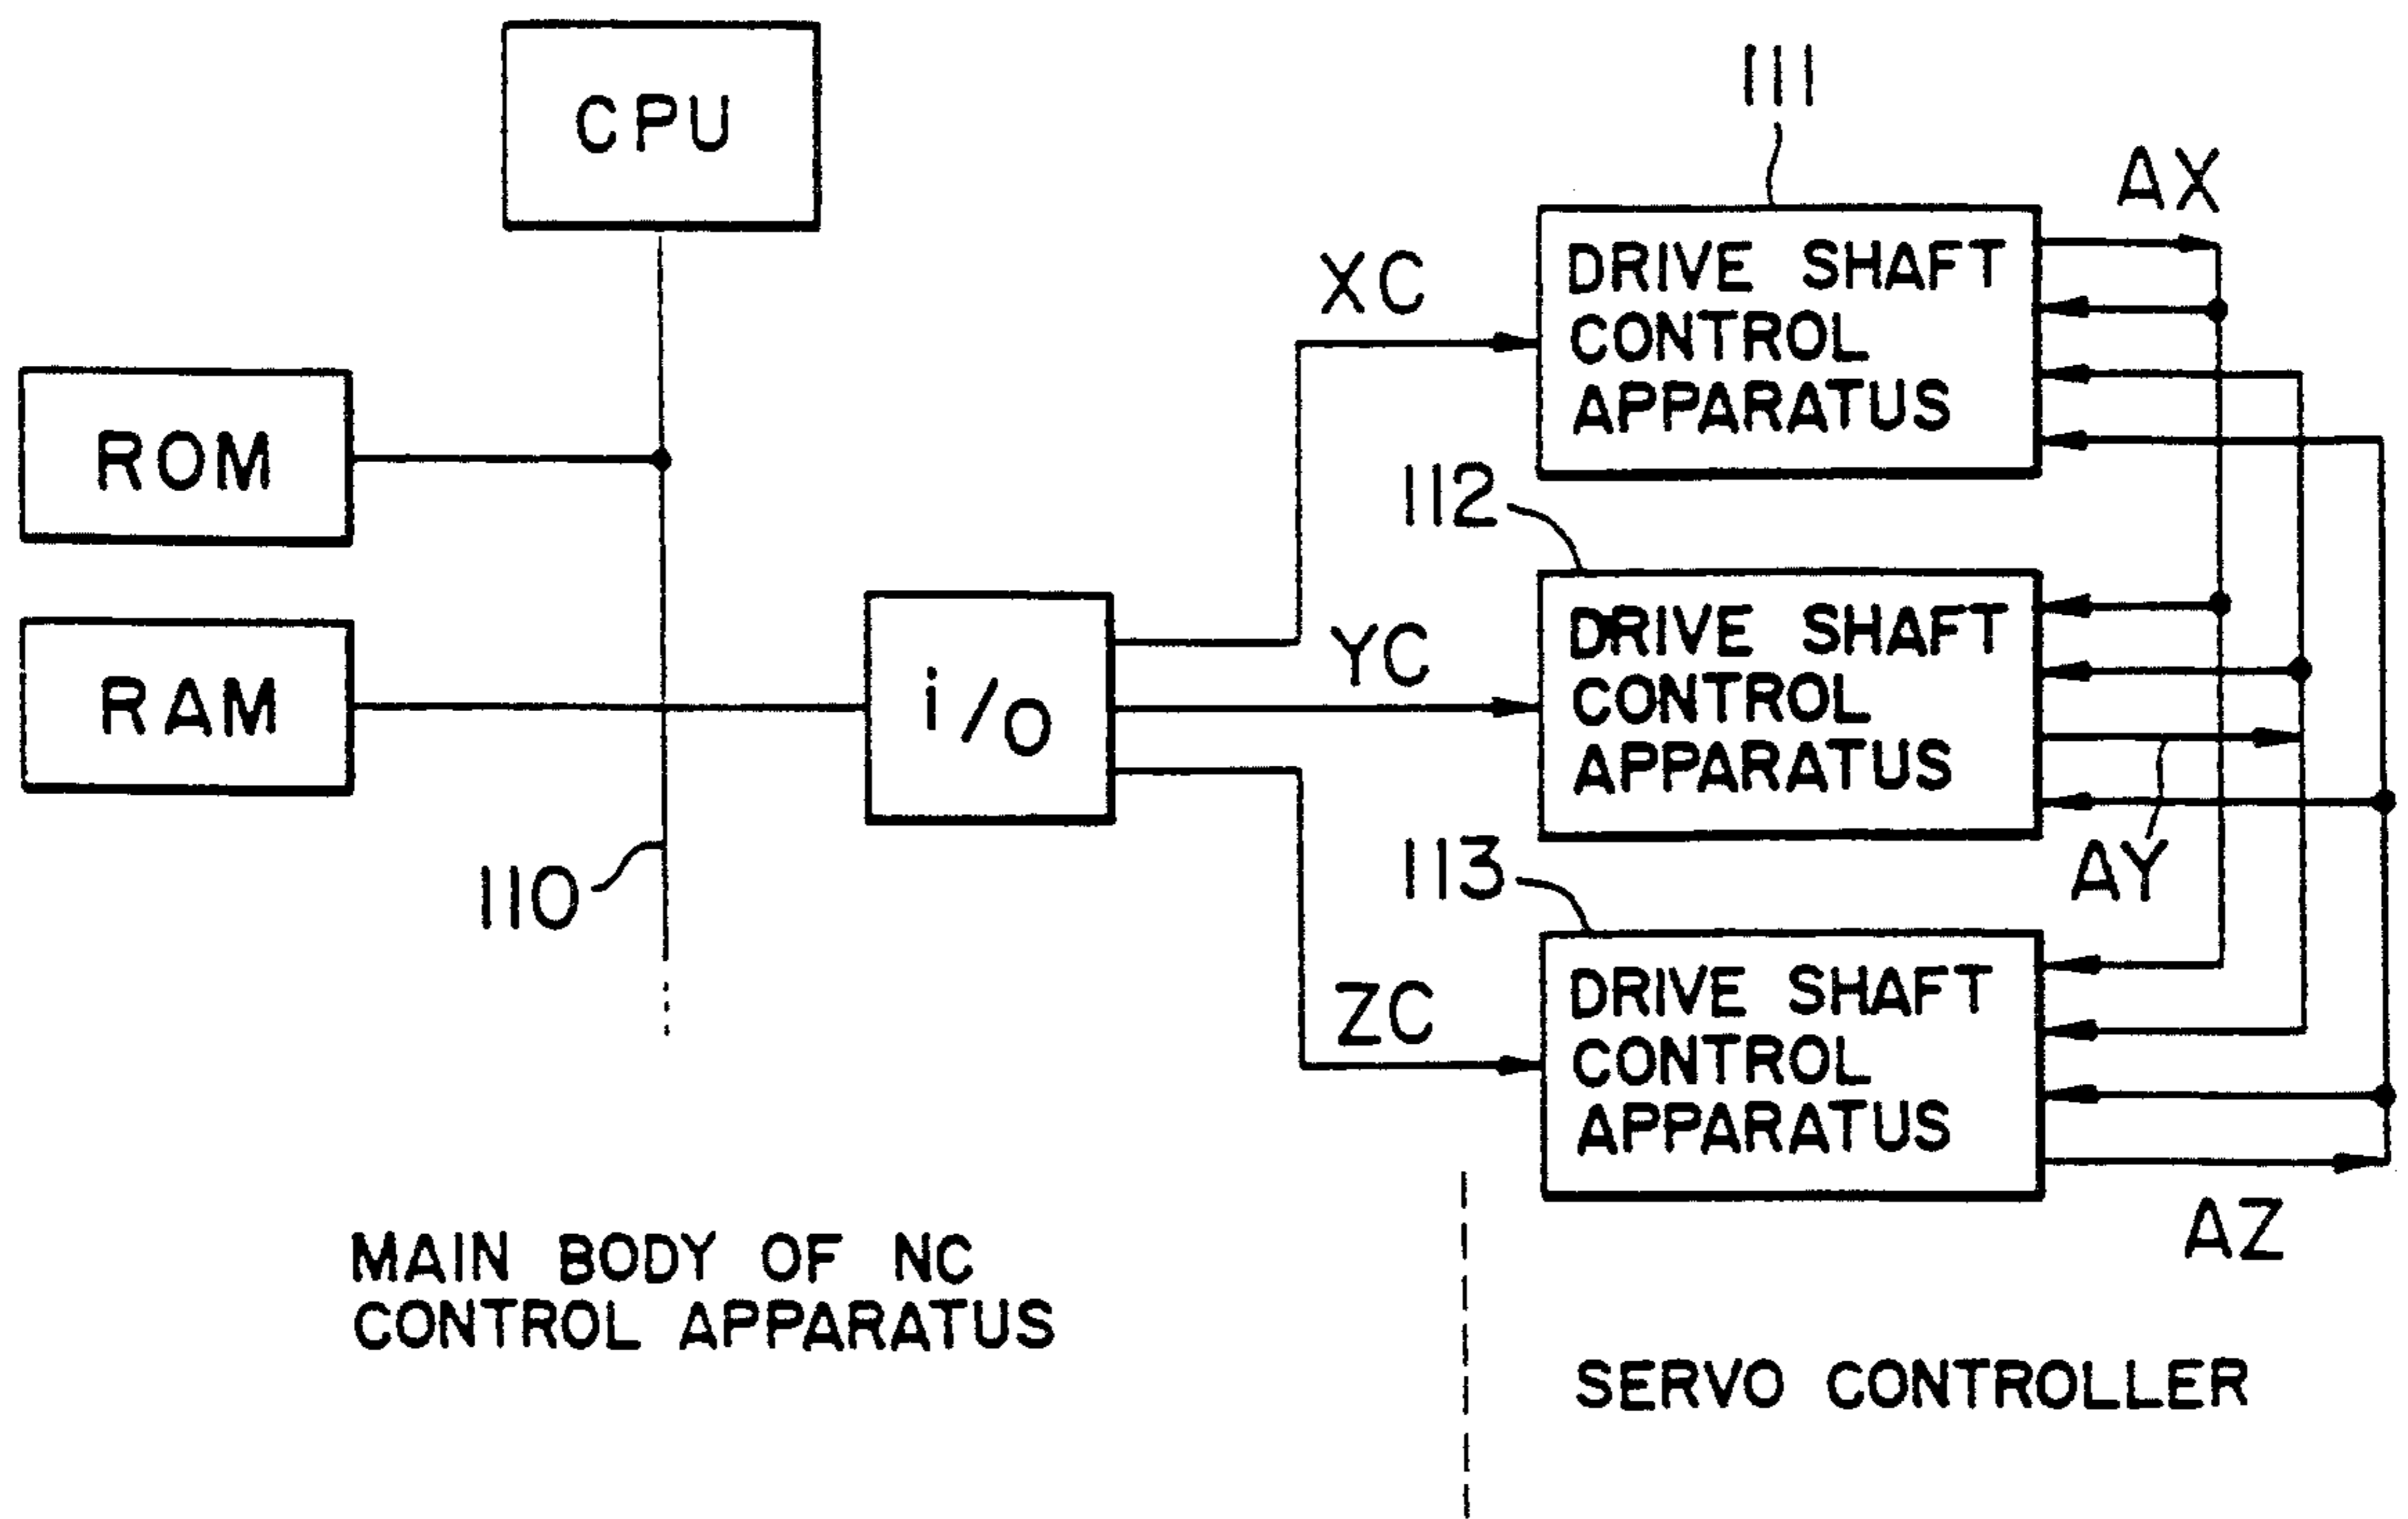 CPU
ROM
RAM
i/O
110
XC
YC
ZC
111
DRIVE SHAFT
CONTROL
APPARATUS
AX
112
DRIVE SHAFT
CONTROL
APPARATUS
AY
113
DRIVE SHAFT
CONTROL
APPARATUS
AZ
MAIN BODY OF NC
CONTROL APPARATUS
SERVO CONTROLLER